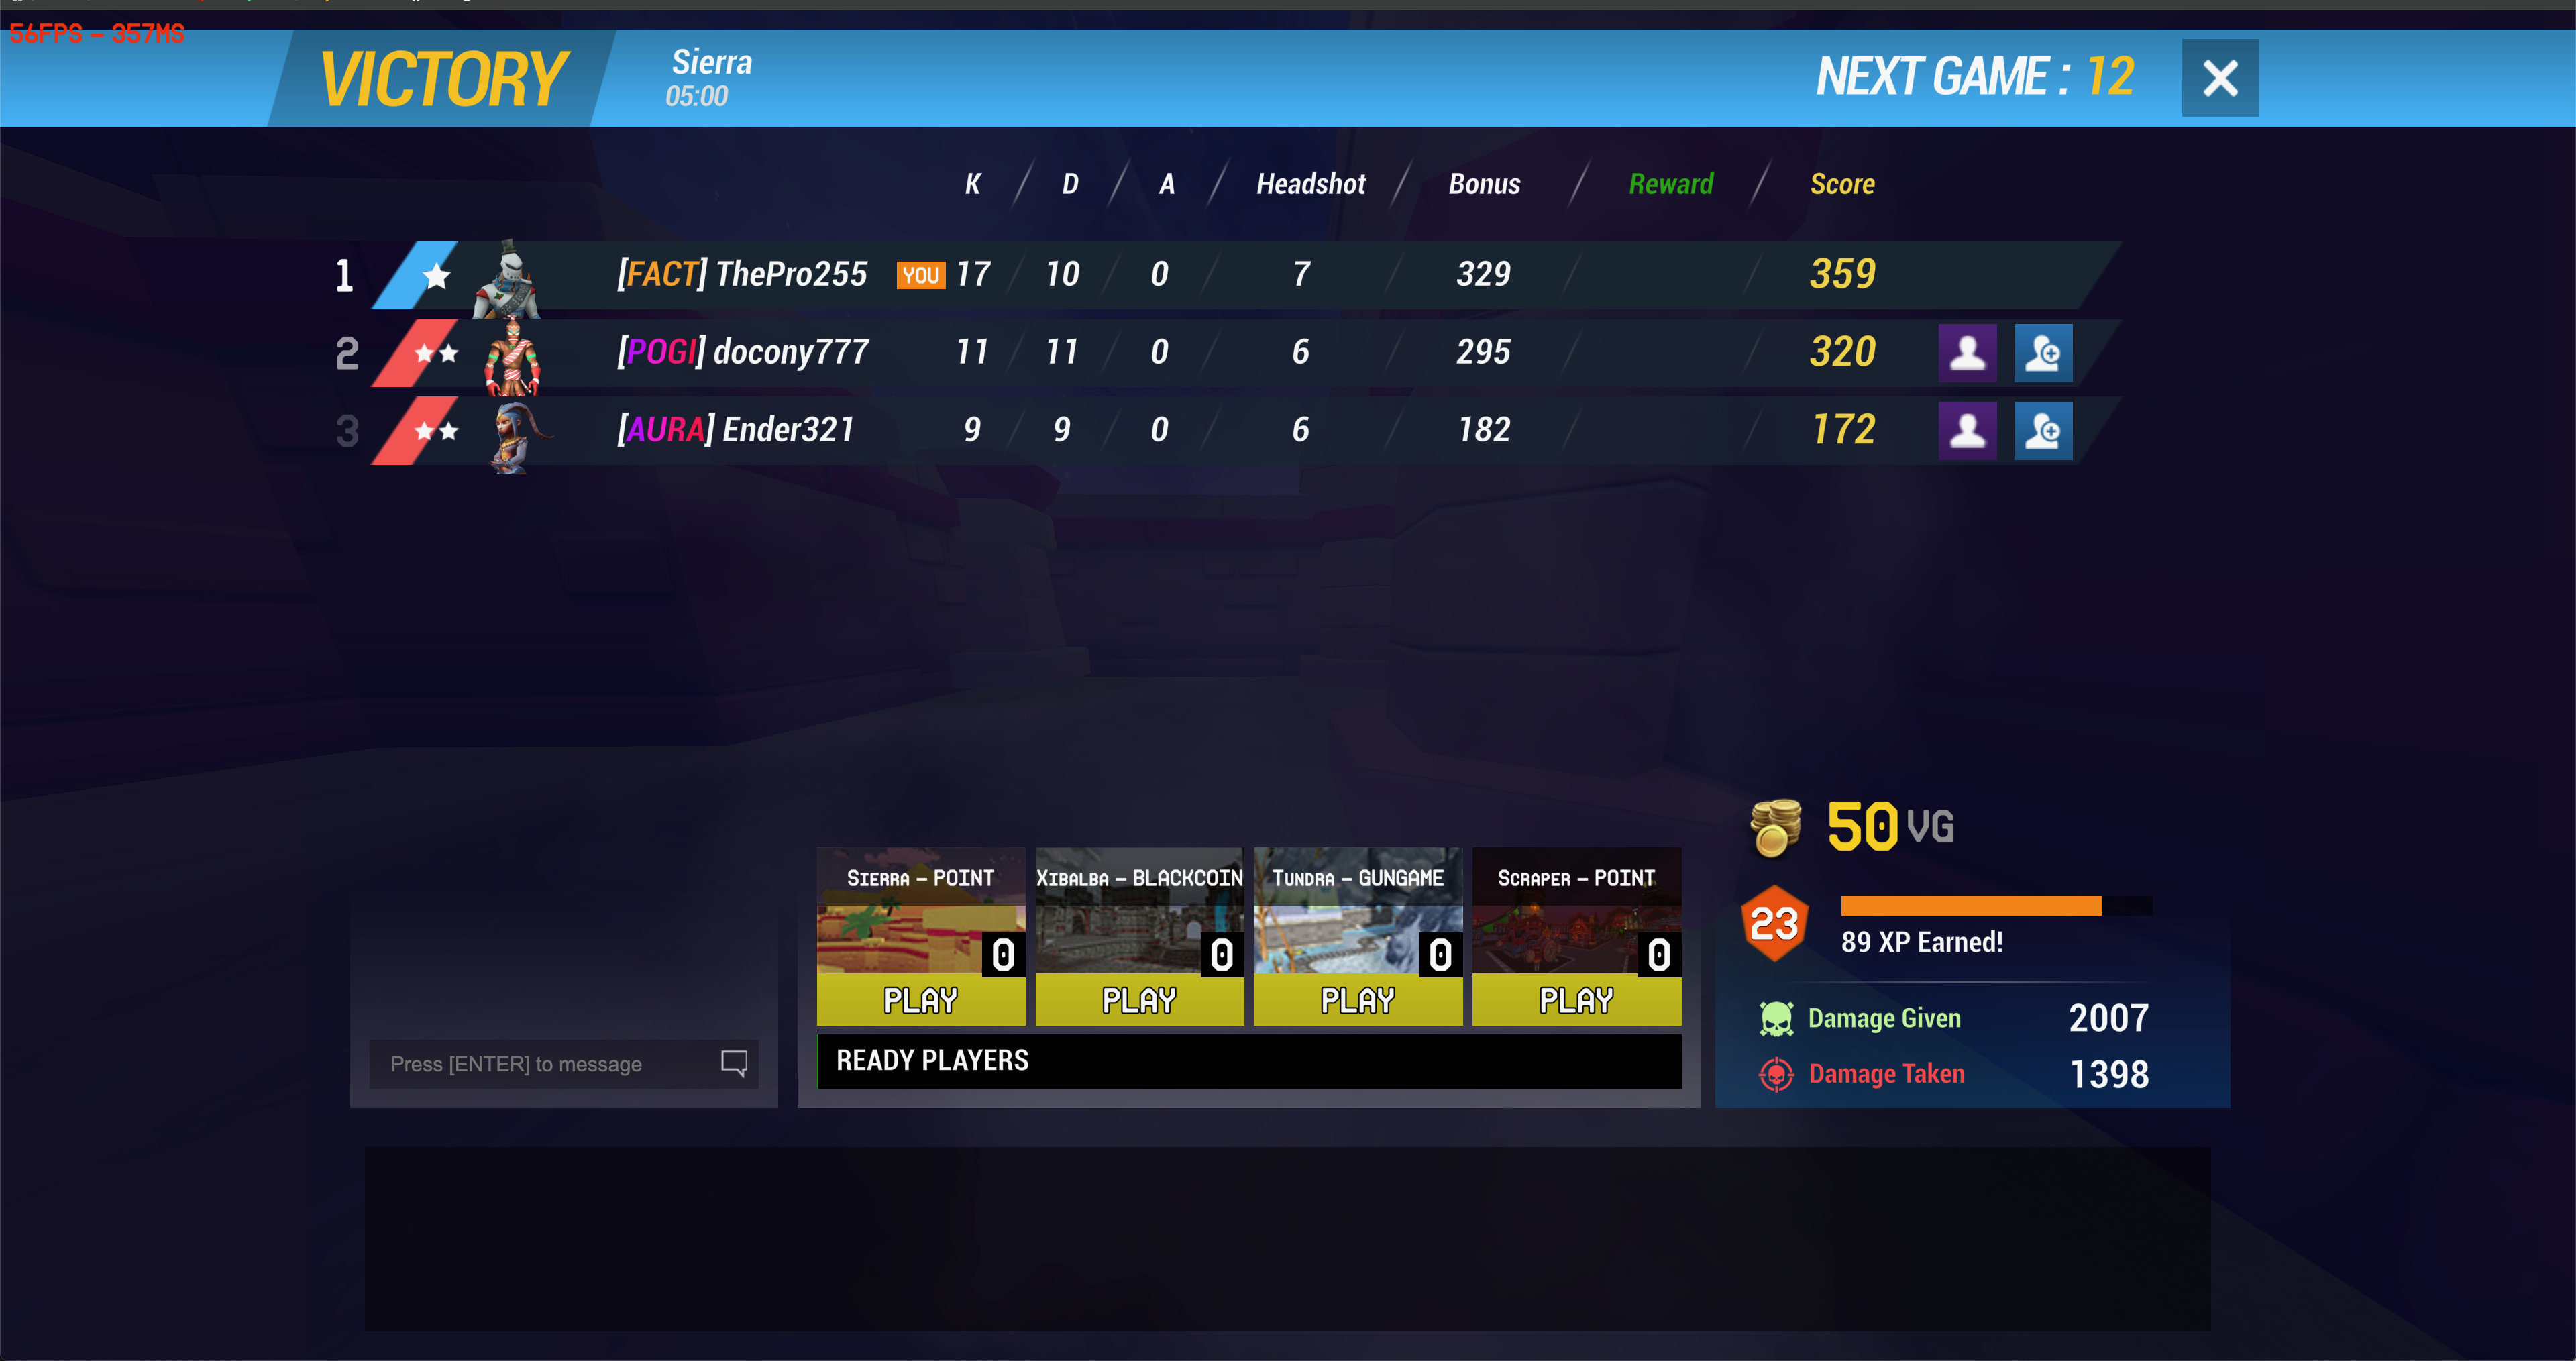 56FPS - 357MS
VICTORY
Sierra
05:00
NEXT GAME : 12
K / D / A / Headshot / Bonus / Reward / Score
1 [FACT] ThePro255 YOU 17 / 10 / 0 / 7 / 329 / / 359
2 [POGI] docony777 11 / 11 / 0 / 6 / 295 / / 320
3 [AURA] Ender321 9 / 9 / 0 / 6 / 182 / / 172
50 VG
SIERRA - POINT
0
PLAY
XIBALBA - BLACKCOIN
0
PLAY
TUNDRA - GUNGAME
0
PLAY
SCRAPER - POINT
0
PLAY
23
89 XP Earned!
Damage Given 2007
Damage Taken 1398
Press [ENTER] to message
READY PLAYERS